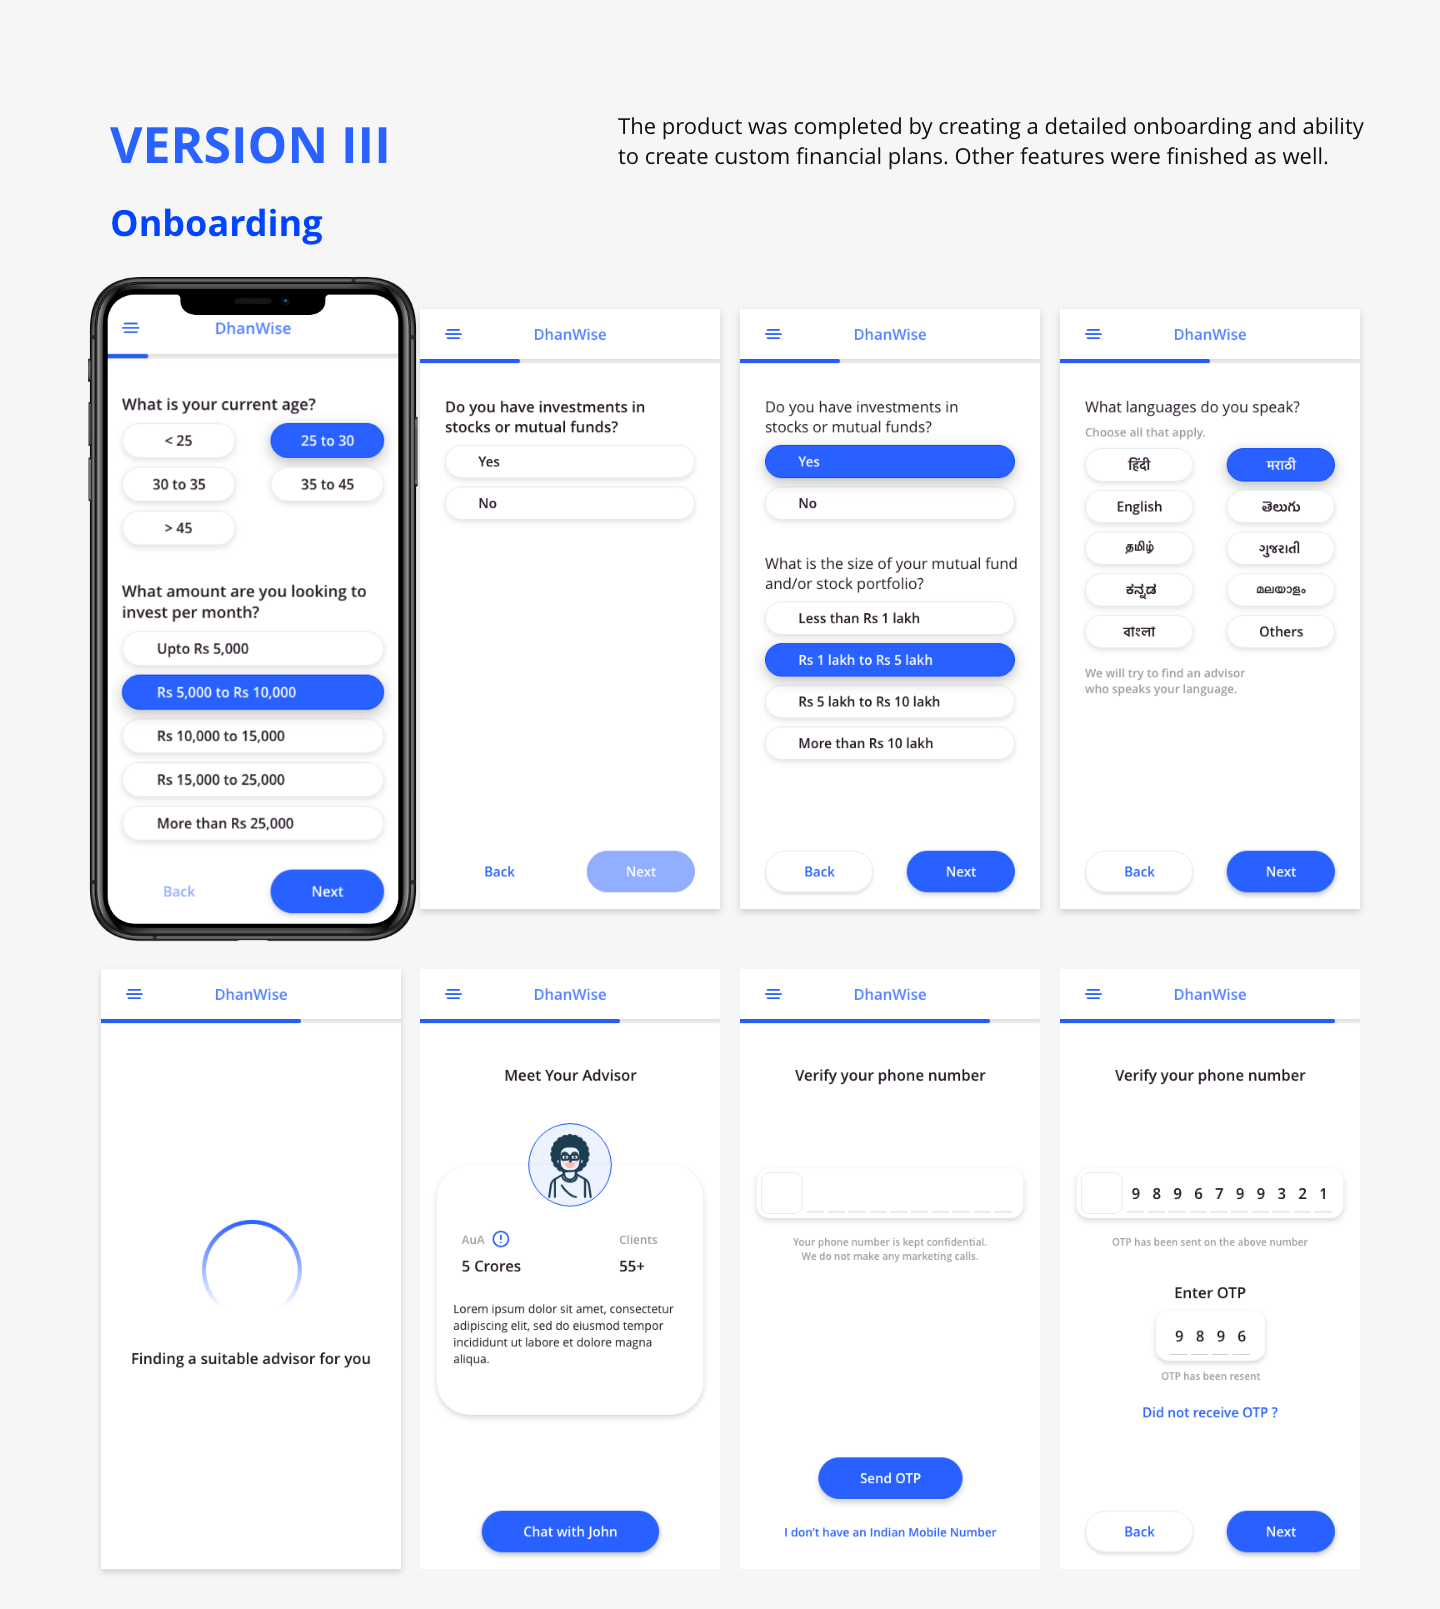 VERSION III
The product was completed by creating a detailed onboarding and ability
to create custom financial plans. Other features were finished as well.
Onboarding
DhanWise
What is your current age?
< 25
25 to 30
30 to 35
35 to 45
> 45
What amount are you looking to
invest per month?
Upto Rs 5,000
Rs 5,000 to Rs 10,000
Rs 10,000 to 15,000
Rs 15,000 to 25,000
More than Rs 25,000
Back
Next
DhanWise
Do you have investments in
stocks or mutual funds?
Yes
No
Back
Next
DhanWise
Do you have investments in
stocks or mutual funds?
Yes
No
What is the size of your mutual fund
and/or stock portfolio?
Less than Rs 1 lakh
Rs 1 lakh to Rs 5 lakh
Rs 5 lakh to Rs 10 lakh
More than Rs 10 lakh
Back
Next
DhanWise
What languages do you speak?
Choose all that apply.
हिंदी
मराठी
English
తెలుగు
தமிழ்
ગુજરાતી
ಕನ್ನಡ
മലയാളം
বাংলা
Others
We will try to find an advisor
who speaks your language.
Back
Next
DhanWise
Finding a suitable advisor for you
DhanWise
Meet Your Advisor
AuA
Clients
5 Crores
55+
Lorem ipsum dolor sit amet, consectetur
adipiscing elit, sed do eiusmod tempor
incididunt ut labore et dolore magna
aliqua.
Chat with John
DhanWise
Verify your phone number
Your phone number is kept confidential.
We do not make any marketing calls.
Send OTP
I don't have an Indian Mobile Number
DhanWise
Verify your phone number
9 8 9 6 7 9 9 3 2 1
OTP has been sent on the above number
Enter OTP
9 8 9 6
OTP has been resent
Did not receive OTP ?
Back
Next